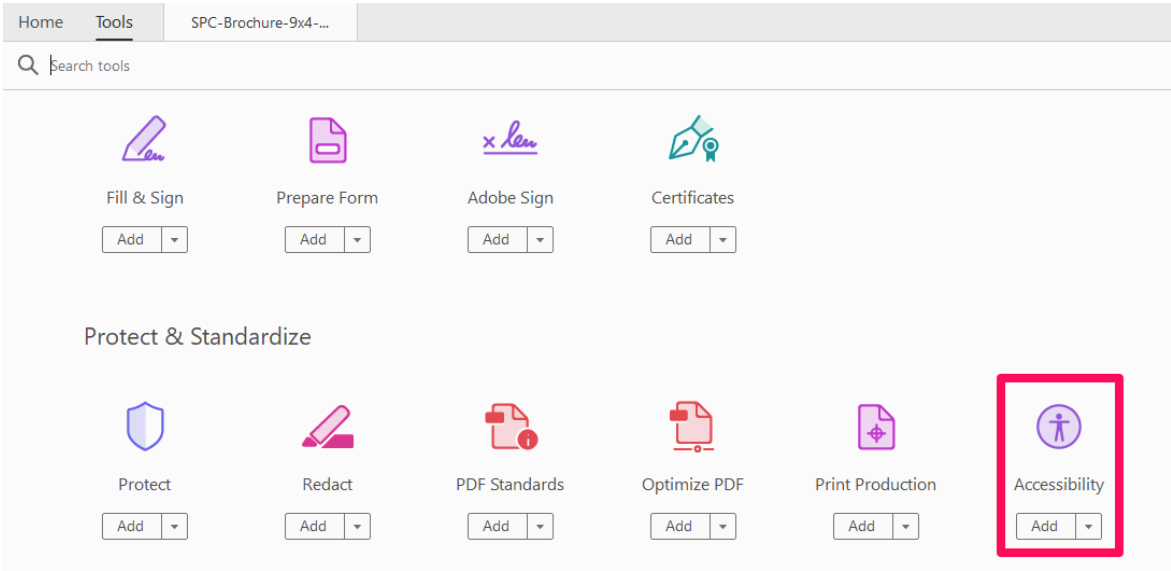 Home Tools SPC-Brochure-9x4-...
Search tools
Fill & Sign Prepare Form Adobe Sign Certificates
Add Add Add Add
Protect & Standardize
Protect Redact PDF Standards Optimize PDF Print Production Accessibility
Add Add Add Add Add Add